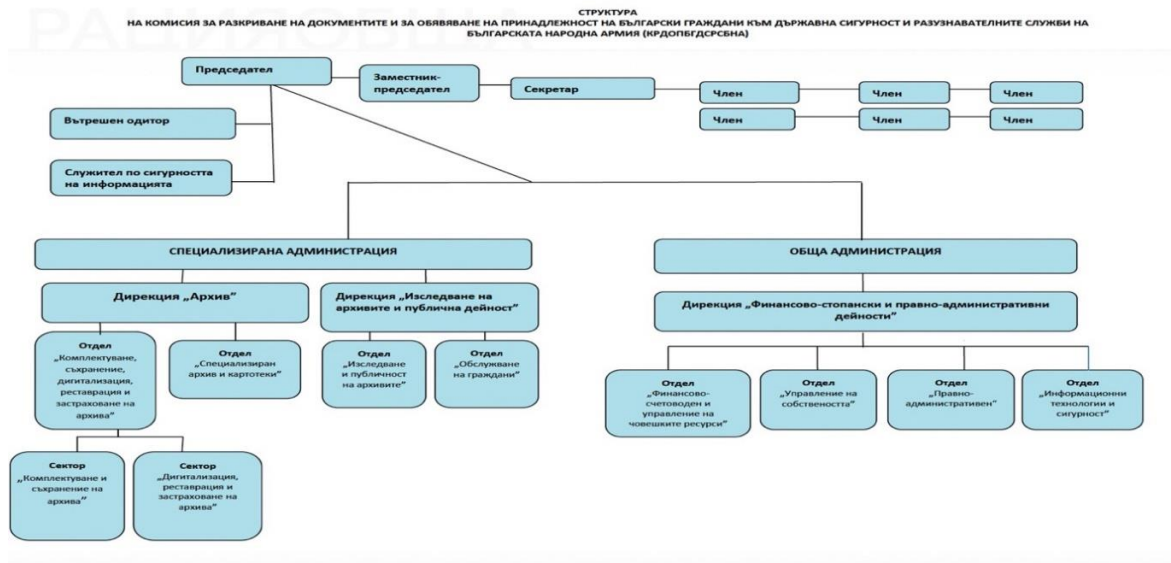 СТРУКТУРА
НА КОМИСИЯ ЗА РАЗКРИВАНЕ НА ДОКУМЕНТИТЕ И ЗА ОБЯВЯВАНЕ НА ПРИНАДЛЕЖНОСТ НА БЪЛГАРСКИ ГРАЖДАНИ КЪМ ДЪРЖАВНА СИГУРНОСТ И РАЗУЗНАВАТЕЛНИТЕ СЛУЖБИ НА
БЪЛГАРСКАТА НАРОДНА АРМИЯ (КРДОПБГДСРСБНА)
Председател
Заместник-
председател
Секретар
Член
Член
Член
Член
Член
Член
Вътрешен одитор
Служител по сигурността
на информацията
СПЕЦИАЛИЗИРАНА АДМИНИСТРАЦИЯ
ОБЩА АДМИНИСТРАЦИЯ
Дирекция „Архив"
Дирекция „Изследване на
архивите и публична дейност"
Дирекция „Финансово-стопански и правно-административни
дейности"
Отдел
„Комплектуване,
съхранение,
дигитализация,
реставрация и
застраховане на
архива"
Отдел
„Специализиран
архив и картотеки"
Отдел
„Изследване
и публичност
на архивите"
Отдел
„Обслужване
на граждани"
Отдел
„Финансово-
счетоводен и
управление на
човешките ресурси"
Отдел
„Управление на
собствеността"
Отдел
„Правно-
административен"
Отдел
„Информационни
технологии и
сигурност"
Сектор
„Комплектуване и
съхранение на
архива"
Сектор
„Дигитализация,
реставрация и
застраховане на
архива"